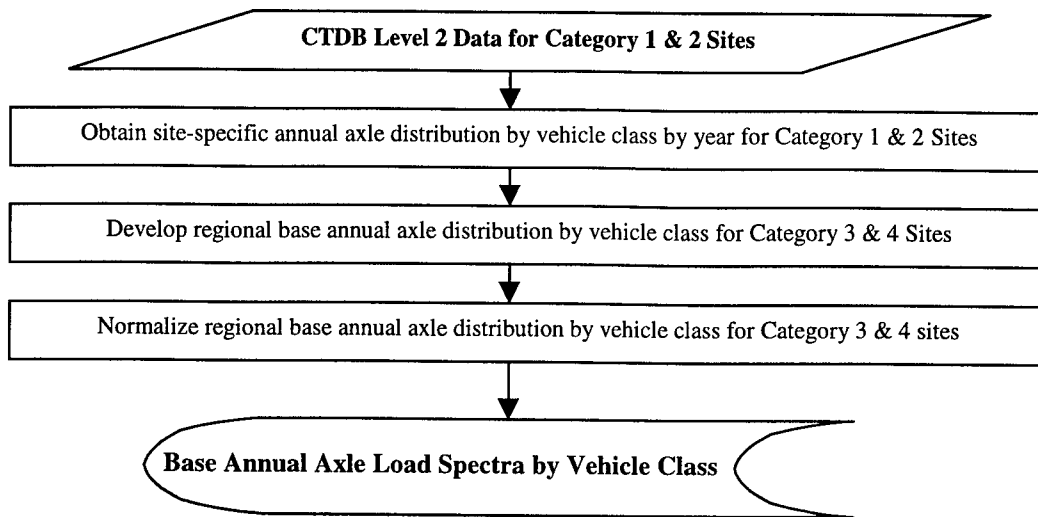 CTDB Level 2 Data for Category 1 & 2 Sites
Obtain site-specific annual axle distribution by vehicle class by year for Category 1 & 2 Sites
Develop regional base annual axle distribution by vehicle class for Category 3 & 4 Sites
Normalize regional base annual axle distribution by vehicle class for Category 3 & 4 sites
Base Annual Axle Load Spectra by Vehicle Class